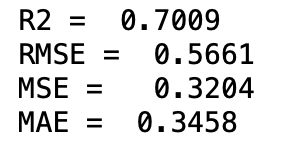 R2 =  0.7009
RMSE =  0.5661
MSE =   0.3204
MAE =  0.3458